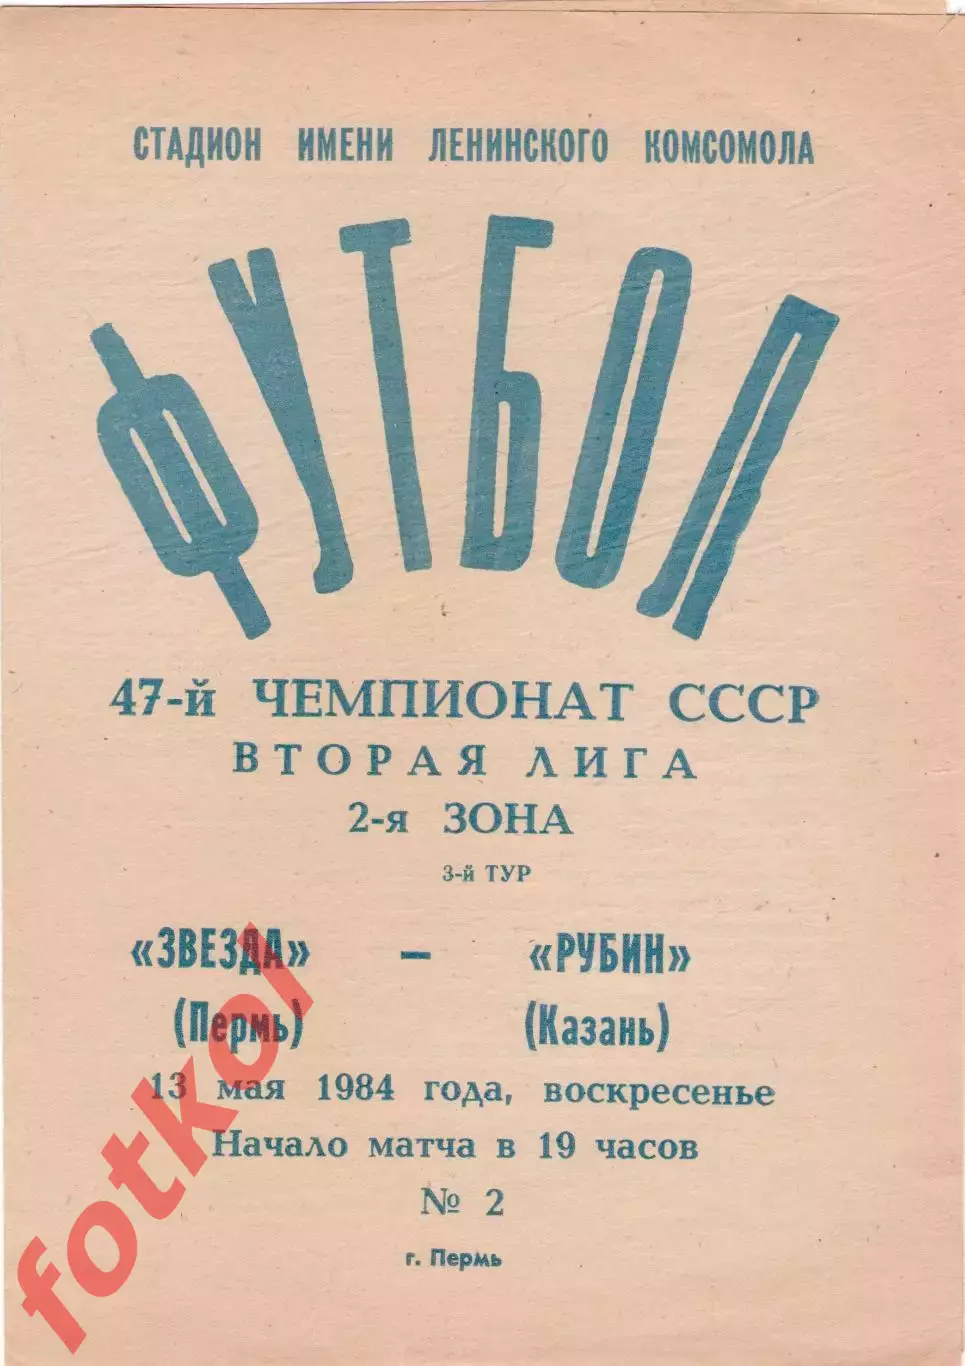 СТАДИОН ИМЕНИ ЛЕНИНСКОГО КОМСОМОЛА
ФУТБОЛ
47-й ЧЕМПИОНАТ СССР
ВТОРАЯ ЛИГА
2-я ЗОНА
3-й ТУР
«ЗВЕЗДА» — «РУБИН»
(Пермь) (Казань)
13 мая 1984 года, воскресенье
Начало матча в 19 часов
№ 2
г. Пермь
fotkol